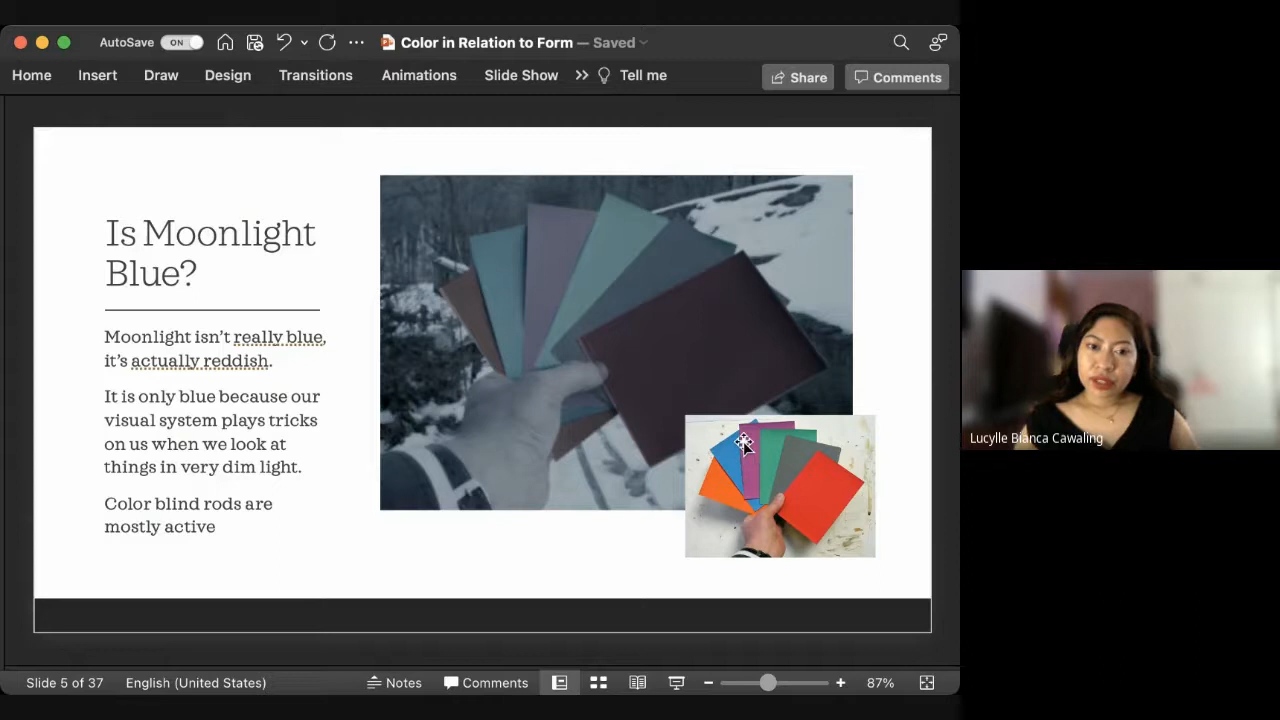 AutoSave ON Color in Relation to Form — Saved
Home Insert Draw Design Transitions Animations Slide Show Tell me Share Comments
Is Moonlight
Blue?
Moonlight isn’t really blue,
it’s actually reddish.
It is only blue because our
visual system plays tricks
on us when we look at
things in very dim light.
Color blind rods are
mostly active
Lucylle Bianca Cawaling
Slide 5 of 37 English (United States) Notes Comments 87%